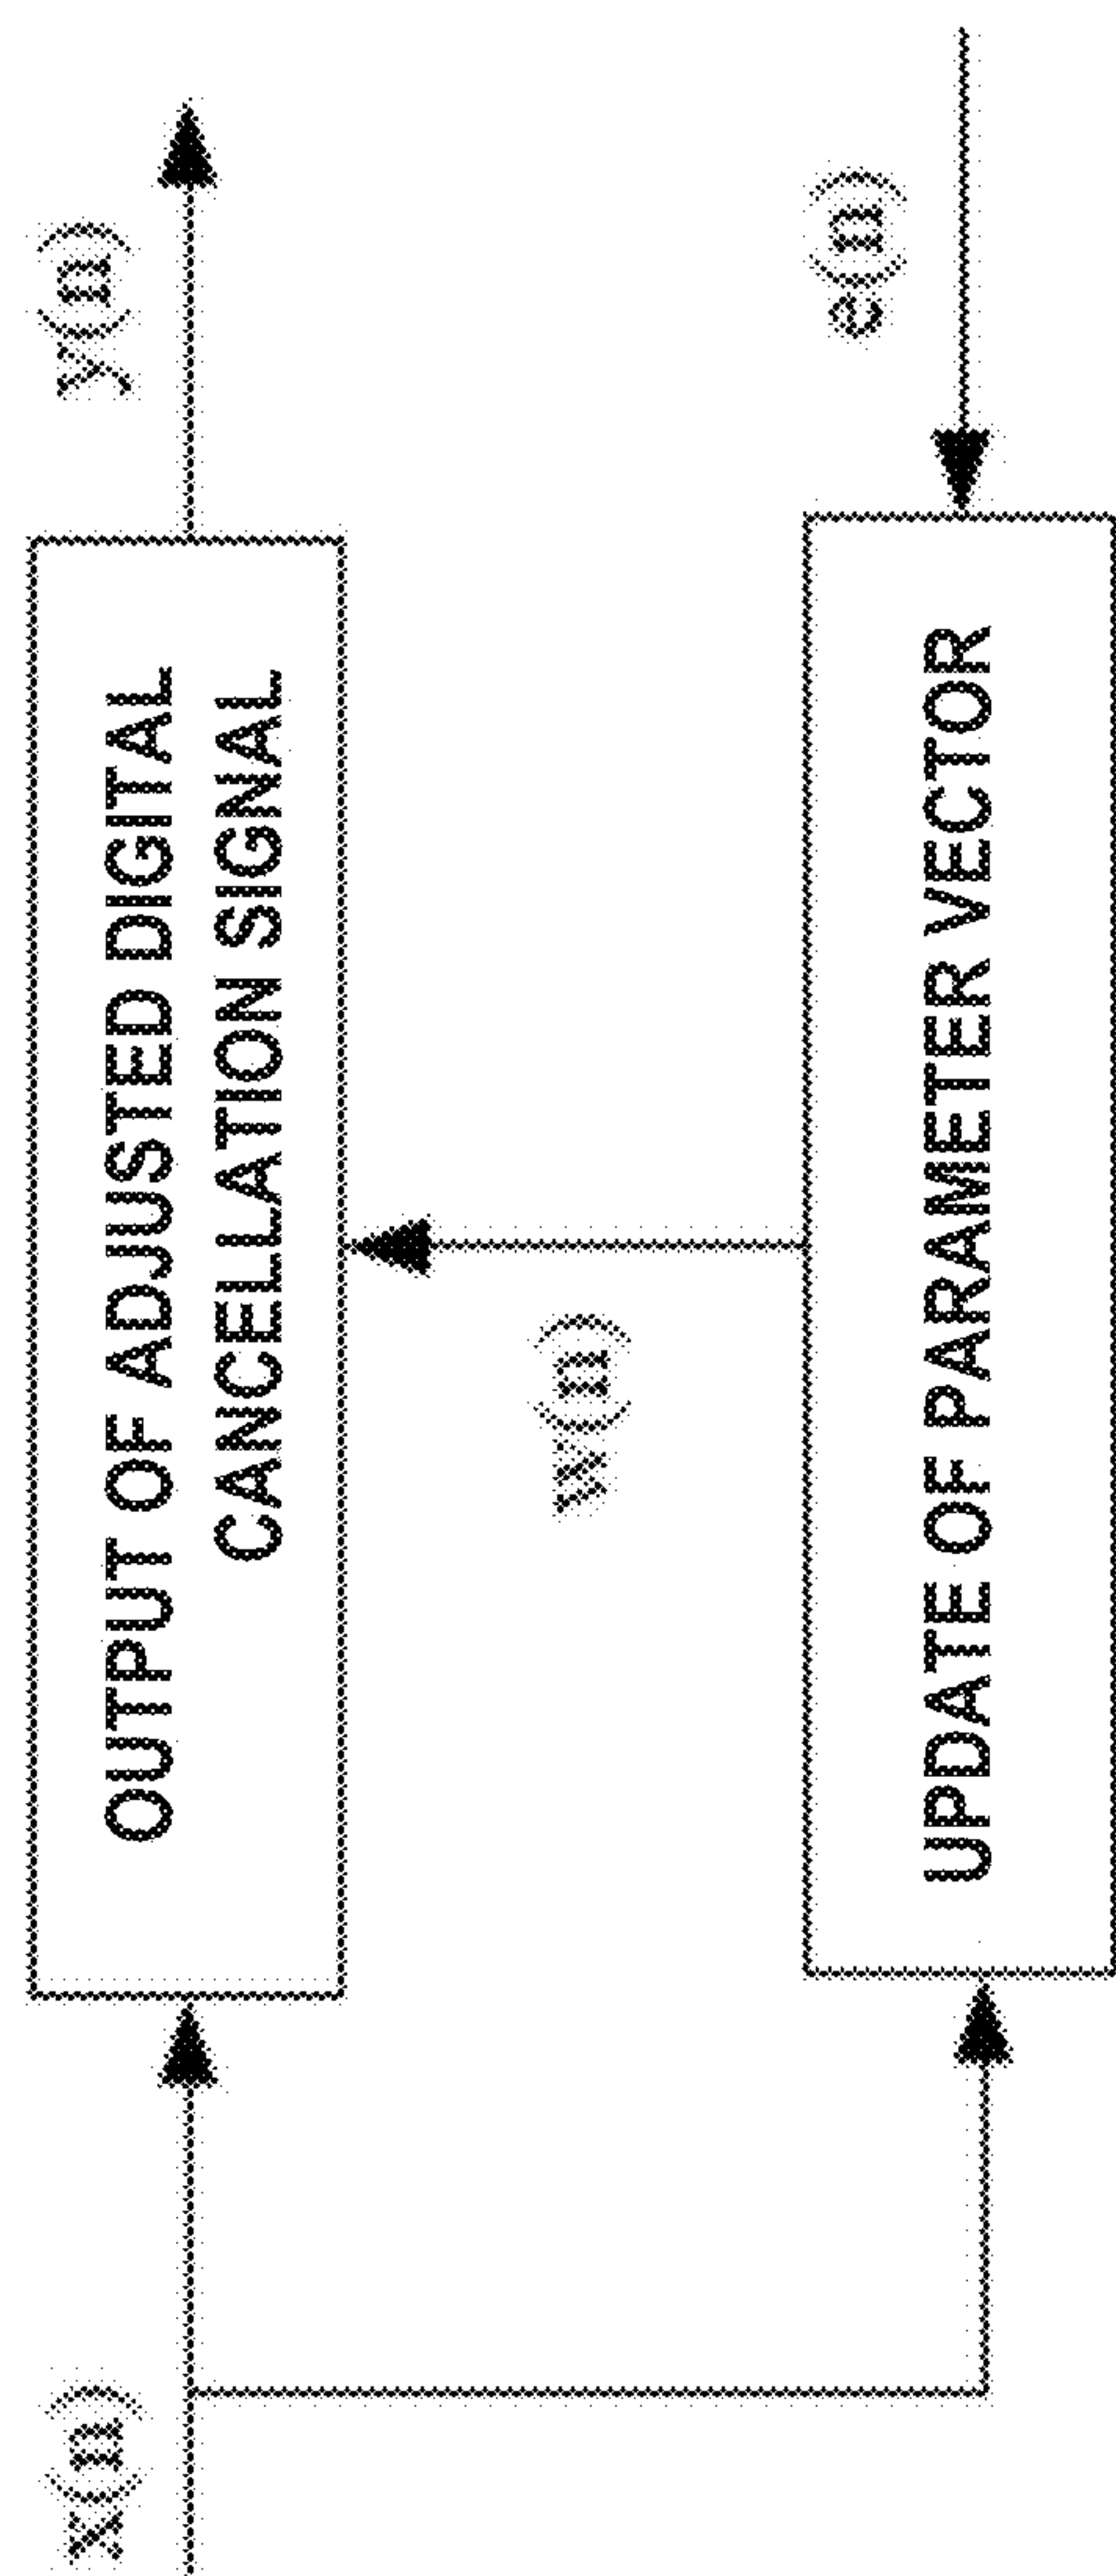 x(n)
OUTPUT OF ADJUSTED DIGITAL
CANCELLATION SIGNAL
y(n)
w(n)
UPDATE OF PARAMETER VECTOR
e(n)